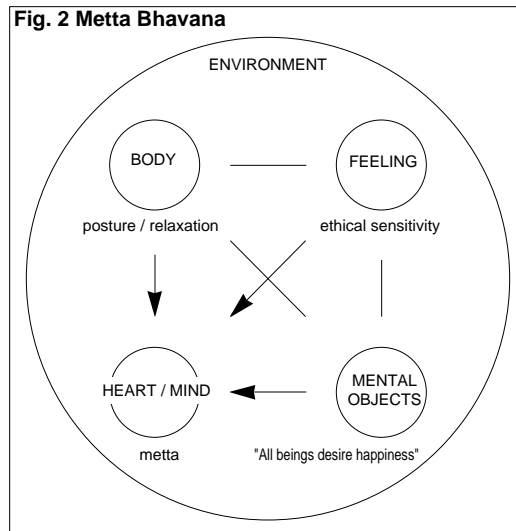 Fig. 2 Metta Bhavana
ENVIRONMENT
BODY
FEELING
posture / relaxation
ethical sensitivity
HEART / MIND
MENTAL
OBJECTS
metta
"All beings desire happiness"